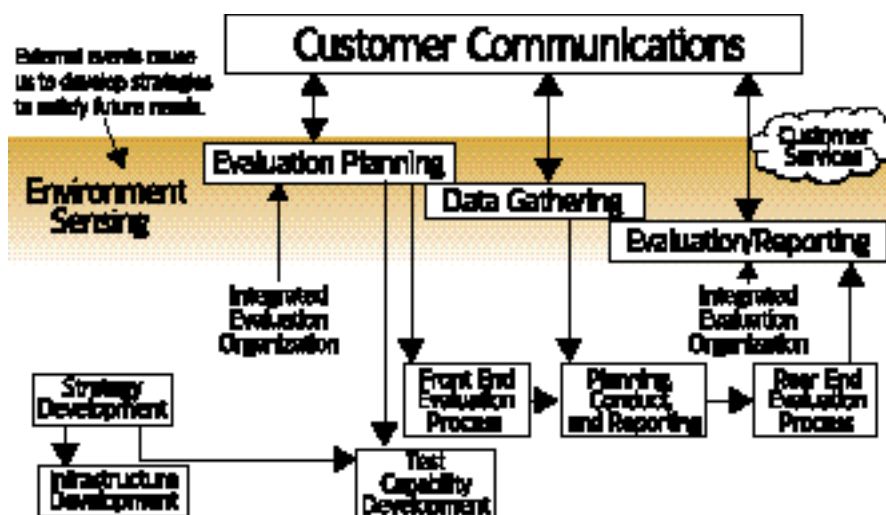 Customer Communications
External events cause
us to develop strategies
to satisfy future needs.
Customer
Services
Evaluation Planning
Environment
Sensing
Data Gathering
Evaluation/Reporting
Integrated
Evaluation
Organization
Integrated
Evaluation
Organization
Strategy
Development
Front End
Evaluation
Process
Planning,
Conduct,
and Reporting
Rear End
Evaluation
Process
Infrastructure
Development
Test
Capability
Development